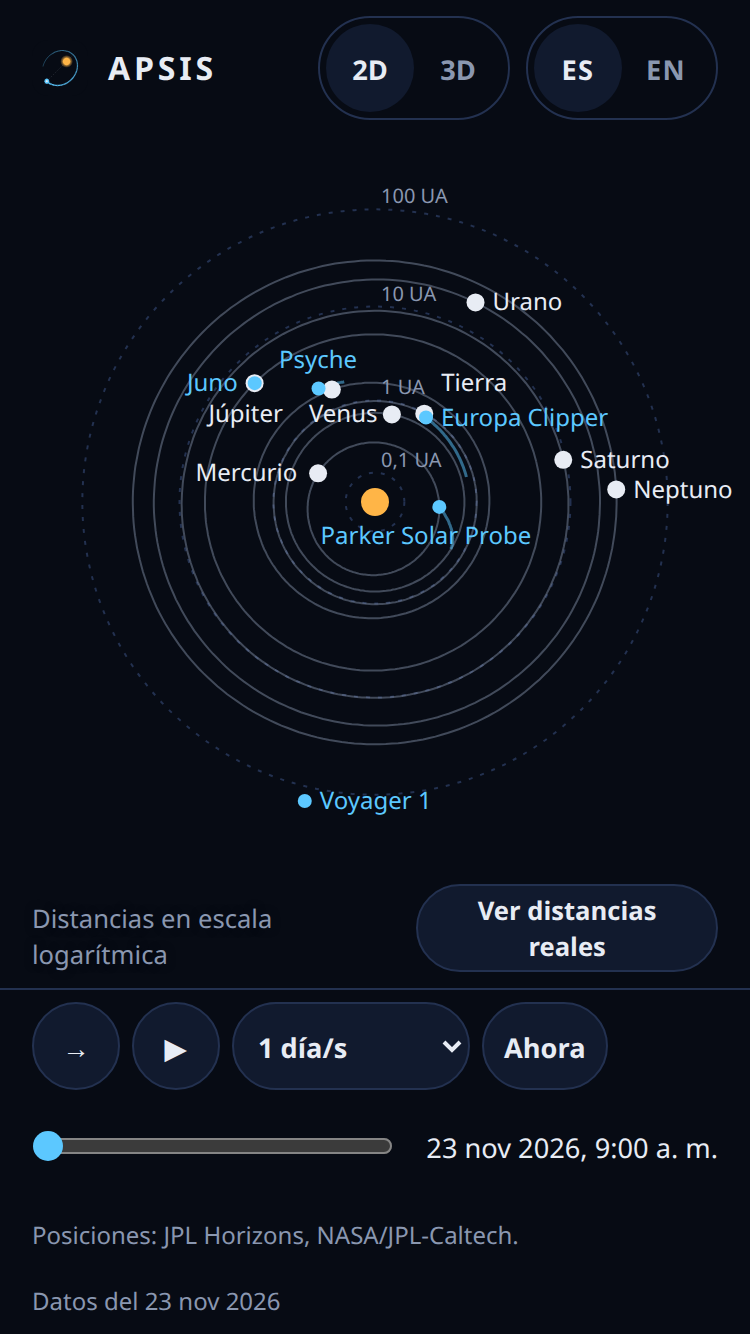 APSIS
2D
3D
ES
EN
100 UA
10 UA
Urano
Psyche
Juno
1 UA
Tierra
Júpiter
Venus
Europa Clipper
0,1 UA
Saturno
Mercurio
Neptuno
Parker Solar Probe
Voyager 1
Distancias en escala
logarítmica
Ver distancias
reales
→
▶
1 día/s
Ahora
23 nov 2026, 9:00 a. m.
Posiciones: JPL Horizons, NASA/JPL-Caltech.
Datos del 23 nov 2026